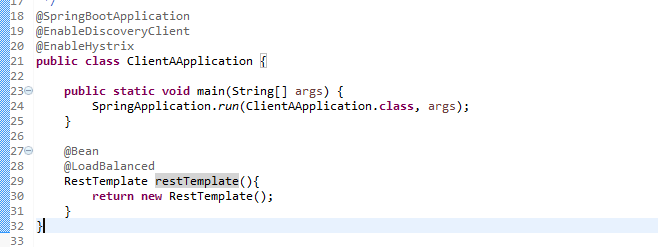 17 */
18 @SpringBootApplication
19 @EnableDiscoveryClient
20 @EnableHystrix
21 public class ClientAApplication {
22
23 public static void main(String[] args) {
24 SpringApplication.run(ClientAApplication.class, args);
25 }
26
27 @Bean
28 @LoadBalanced
29 RestTemplate restTemplate(){
30 return new RestTemplate();
31 }
32 }
33